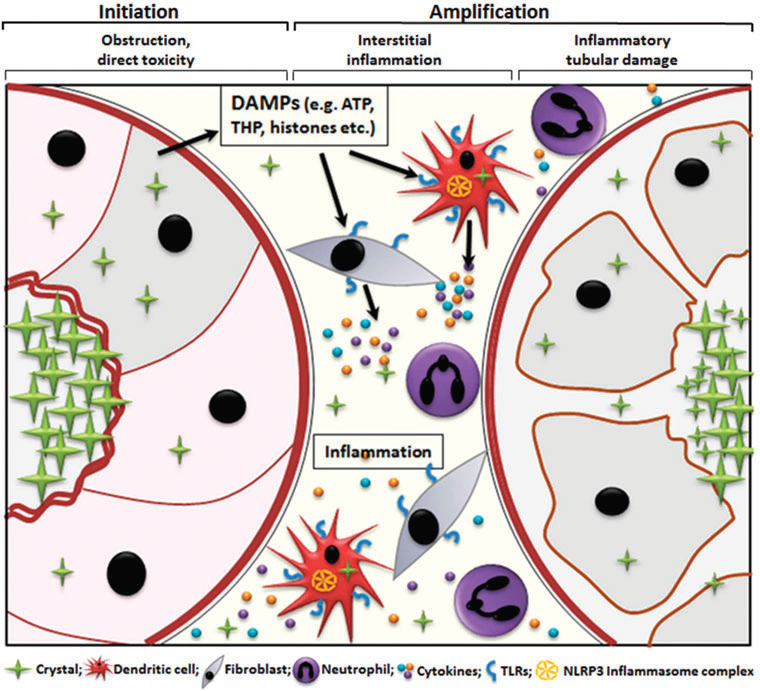 Initiation
Amplification
Obstruction,
direct toxicity
Interstitial
inflammation
Inflammatory
tubular damage
DAMPs (e.g. ATP,
THP, histones etc.)
Inflammation
Crystal; Dendritic cell; Fibroblast; Neutrophil; Cytokines; TLRs; NLRP3 Inflammasome complex